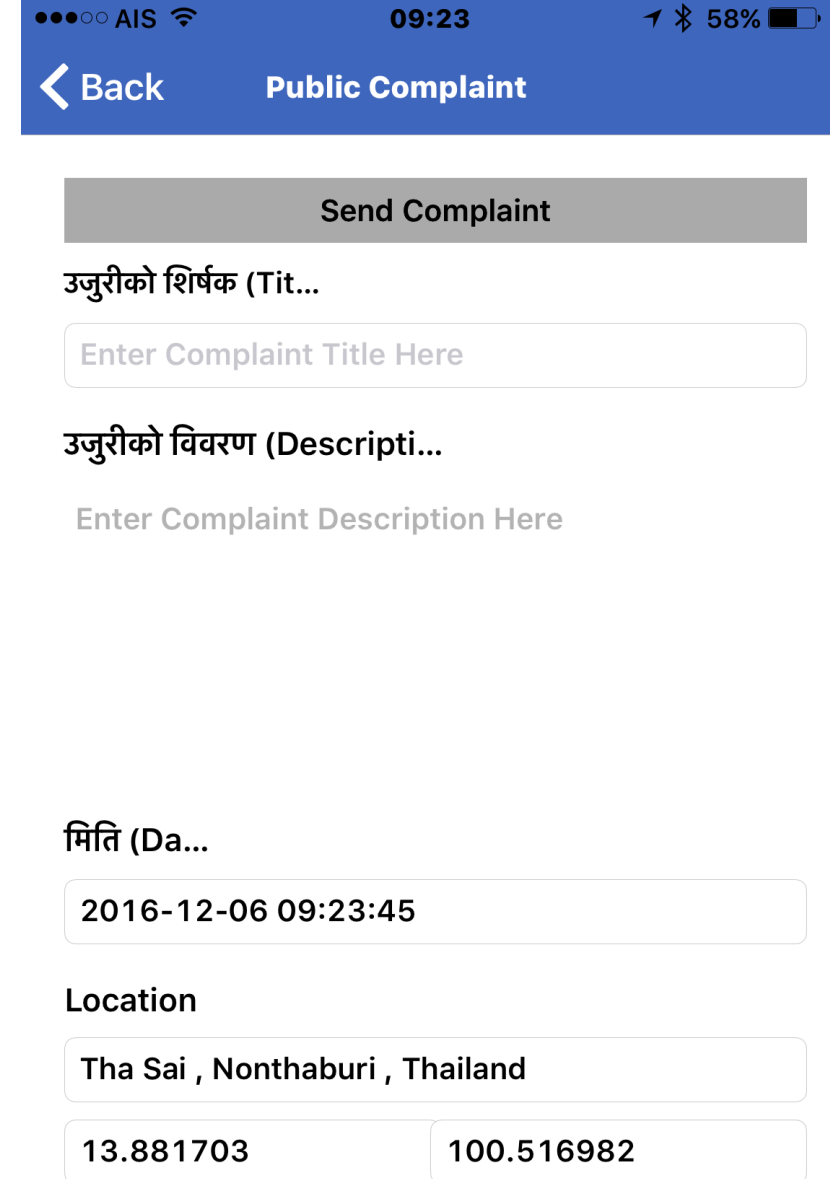 AIS 09:23 58%
Back Public Complaint
Send Complaint
उजुरीको शिर्षक (Tit...
Enter Complaint Title Here
उजुरीको विवरण (Descripti...
Enter Complaint Description Here
मिति (Da...
2016-12-06 09:23:45
Location
Tha Sai , Nonthaburi , Thailand
13.881703 100.516982